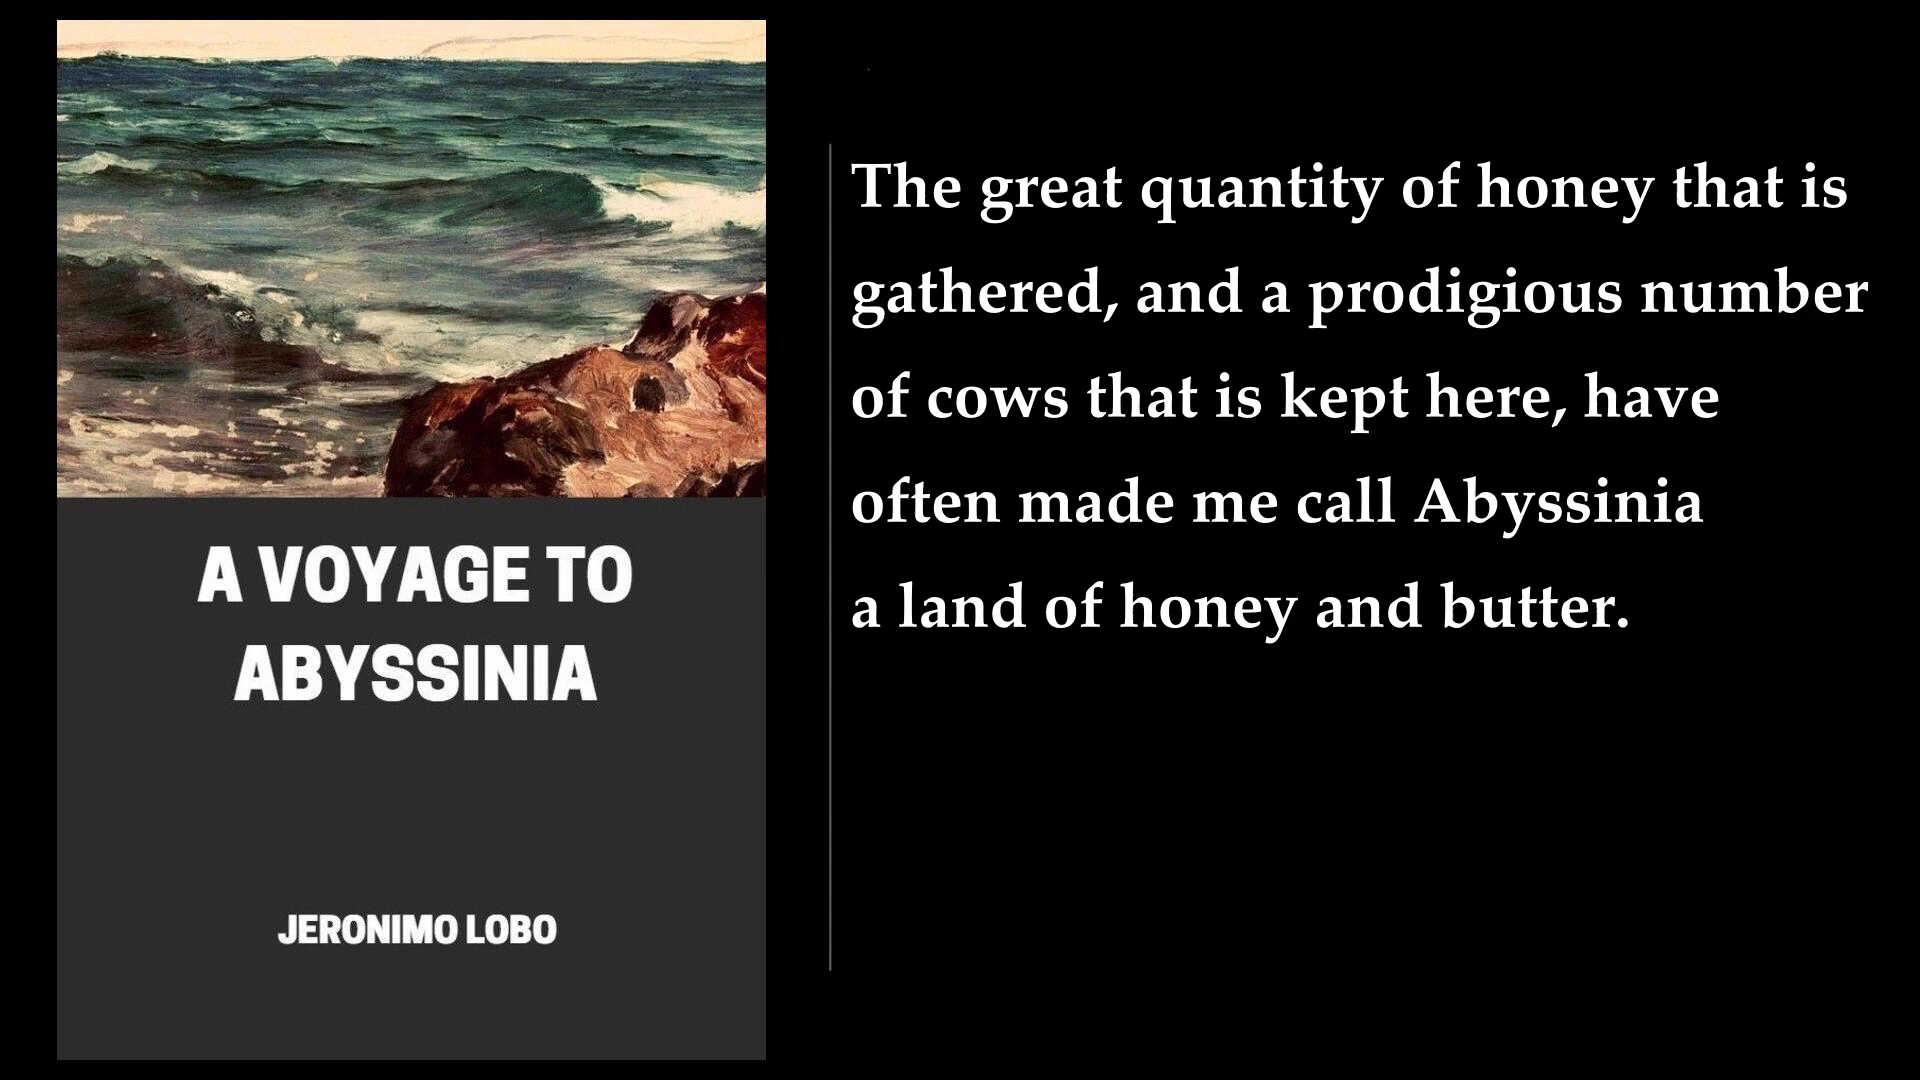 A VOYAGE TO
ABYSSINIA
JERONIMO LOBO
The great quantity of honey that is
gathered, and a prodigious number
of cows that is kept here, have
often made me call Abyssinia
a land of honey and butter.